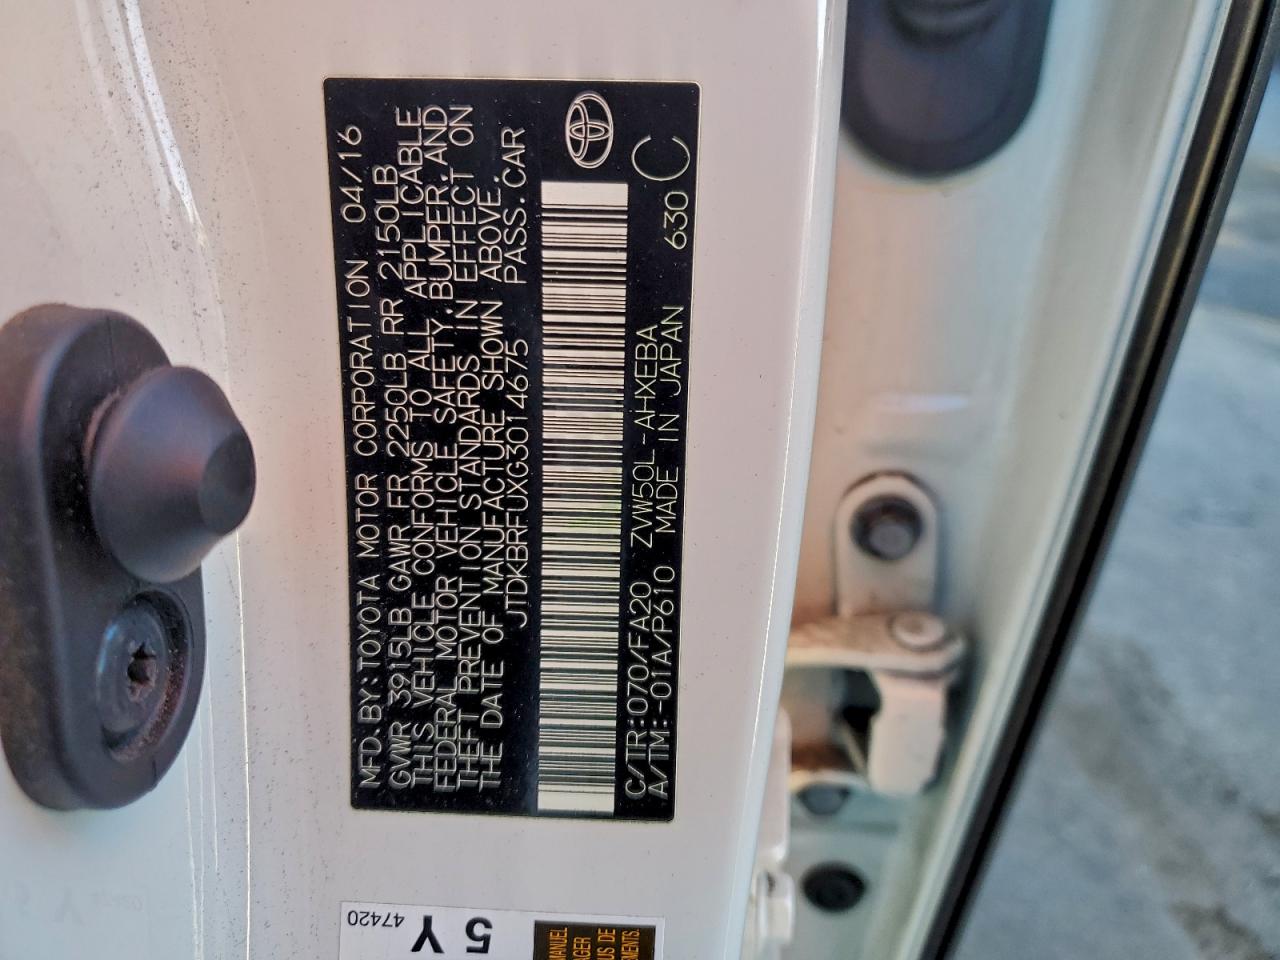 MFD. BY: TOYOTA MOTOR CORPORATION 04/16
GVWR 3915LB GAWR FR 2250LB RR 2150LB
THIS VEHICLE CONFORMS TO ALL APPLICABLE
FEDERAL MOTOR VEHICLE SAFETY, BUMPER, AND
THEFT PREVENTION STANDARDS IN EFFECT ON
THE DATE OF MANUFACTURE SHOWN ABOVE.
JTDKBRFUXG3014675 PASS. CAR
C/TR: 070/FA20 ZVW50L-AHXEBA
A/TM: -01A/P610 MADE IN JAPAN 630 C
5Y
47420
MANUEL